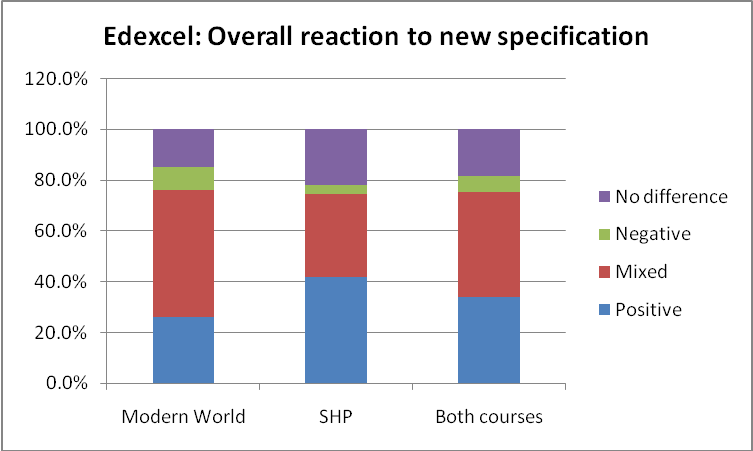 Edexcel: Overall reaction to new specification
120.0%
100.0%
80.0%
60.0%
40.0%
20.0%
0.0%
Modern World
SHP
Both courses
No difference
Negative
Mixed
Positive